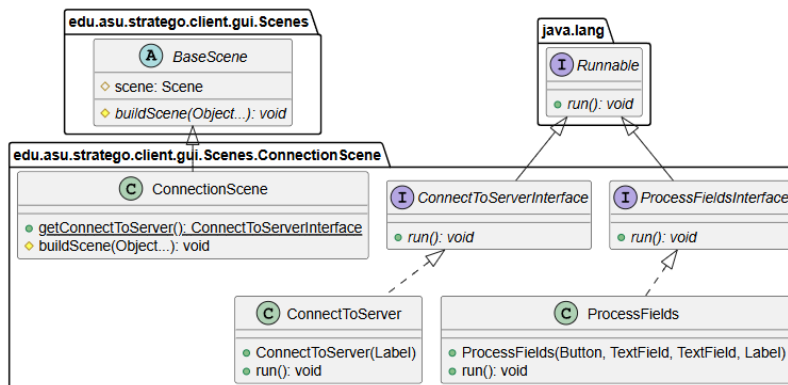 edu.asu.stratego.client.gui.Scenes
A BaseScene
scene: Scene
buildScene(Object...): void
java.lang
I Runnable
run(): void
edu.asu.stratego.client.gui.Scenes.ConnectionScene
C ConnectionScene
getConnectToServer(): ConnectToServerInterface
buildScene(Object...): void
I ConnectToServerInterface
run(): void
I ProcessFieldsInterface
run(): void
C ConnectToServer
ConnectToServer(Label)
run(): void
C ProcessFields
ProcessFields(Button, TextField, TextField, Label)
run(): void